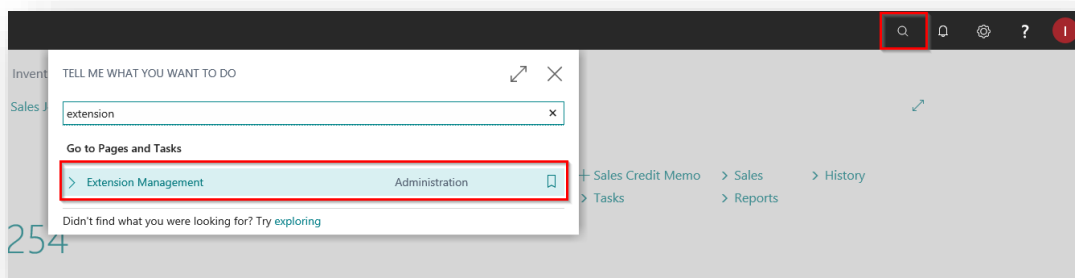 ?
I
Invent
TELL ME WHAT YOU WANT TO DO
Sales J
extension
Go to Pages and Tasks
Extension Management Administration
+ Sales Credit Memo > Sales > History
> Tasks > Reports
Didn't find what you were looking for? Try exploring
254